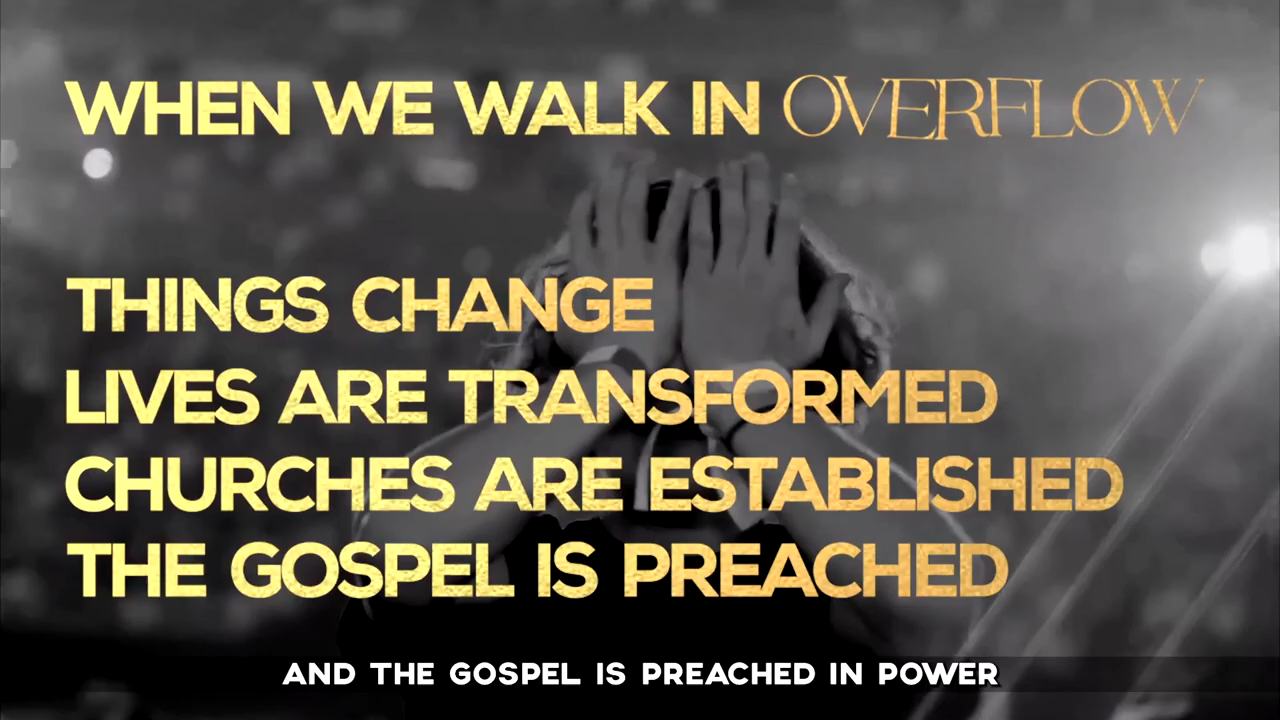 WHEN WE WALK IN OVERFLOW
THINGS CHANGE
LIVES ARE TRANSFORMED
CHURCHES ARE ESTABLISHED
THE GOSPEL IS PREACHED
AND THE GOSPEL IS PREACHED IN POWER